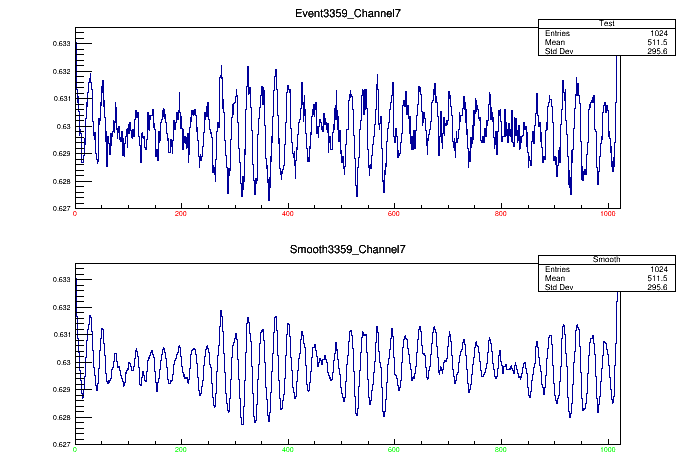 Event3359_Channel7
Test
Entries 1024
Mean 511.5
Std Dev 295.6
0.633
0.632
0.631
0.63
0.629
0.628
0.627
0 200 400 600 800 1000
Smooth3359_Channel7
Smooth
Entries 1024
Mean 511.5
Std Dev 295.6
0.633
0.632
0.631
0.63
0.629
0.628
0.627
0 200 400 600 800 1000